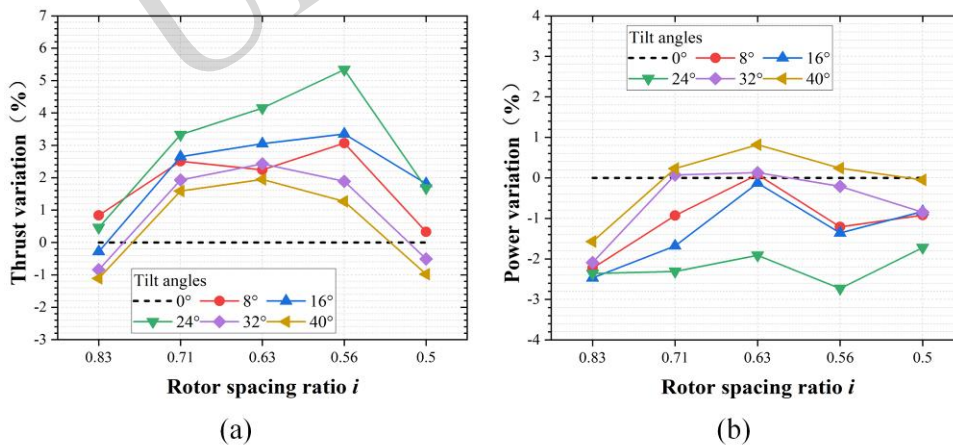 Thrust variation (%)
7
6
5
4
3
2
1
0
-1
-2
-3
Tilt angles
0° 8° 16°
24° 32° 40°
0.83 0.71 0.63 0.56 0.5
Rotor spacing ratio i
(a)
Power variation (%)
4
3
2
1
0
-1
-2
-3
-4
Tilt angles
0° 8° 16°
24° 32° 40°
0.83 0.71 0.63 0.56 0.5
Rotor spacing ratio i
(b)